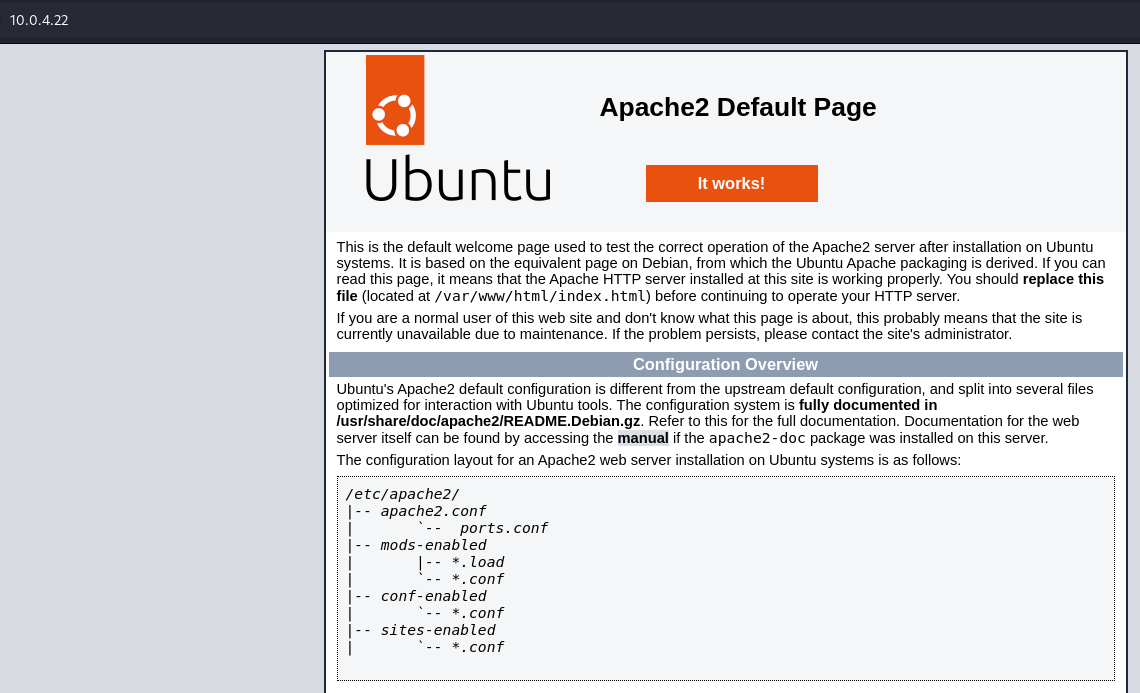 10.0.4.22
Apache2 Default Page
Ubuntu
It works!
This is the default welcome page used to test the correct operation of the Apache2 server after installation on Ubuntu
systems. It is based on the equivalent page on Debian, from which the Ubuntu Apache packaging is derived. If you can
read this page, it means that the Apache HTTP server installed at this site is working properly. You should replace this
file (located at /var/www/html/index.html) before continuing to operate your HTTP server.
If you are a normal user of this web site and don't know what this page is about, this probably means that the site is
currently unavailable due to maintenance. If the problem persists, please contact the site's administrator.
Configuration Overview
Ubuntu's Apache2 default configuration is different from the upstream default configuration, and split into several files
optimized for interaction with Ubuntu tools. The configuration system is fully documented in
/usr/share/doc/apache2/README.Debian.gz. Refer to this for the full documentation. Documentation for the web
server itself can be found by accessing the manual if the apache2-doc package was installed on this server.
The configuration layout for an Apache2 web server installation on Ubuntu systems is as follows:
/etc/apache2/
|-- apache2.conf
|       `--  ports.conf
|-- mods-enabled
|       |-- *.load
|       `-- *.conf
|-- conf-enabled
|       `-- *.conf
|-- sites-enabled
|       `-- *.conf